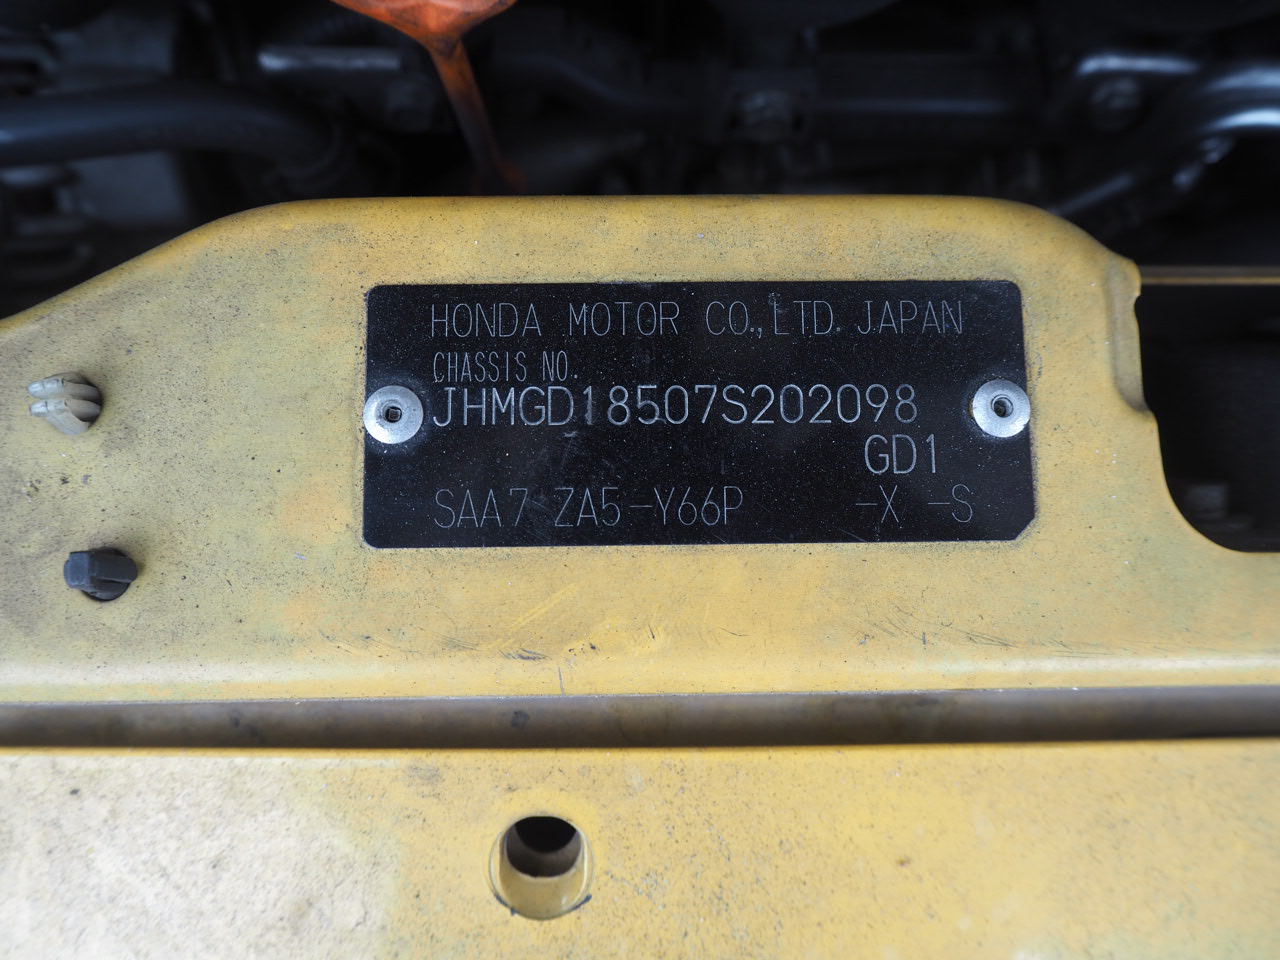 HONDA MOTOR CO.,LTD. JAPAN
CHASSIS NO.
JHMGD18507S202098
GD1
SAA7 ZA5-Y66P -X -S